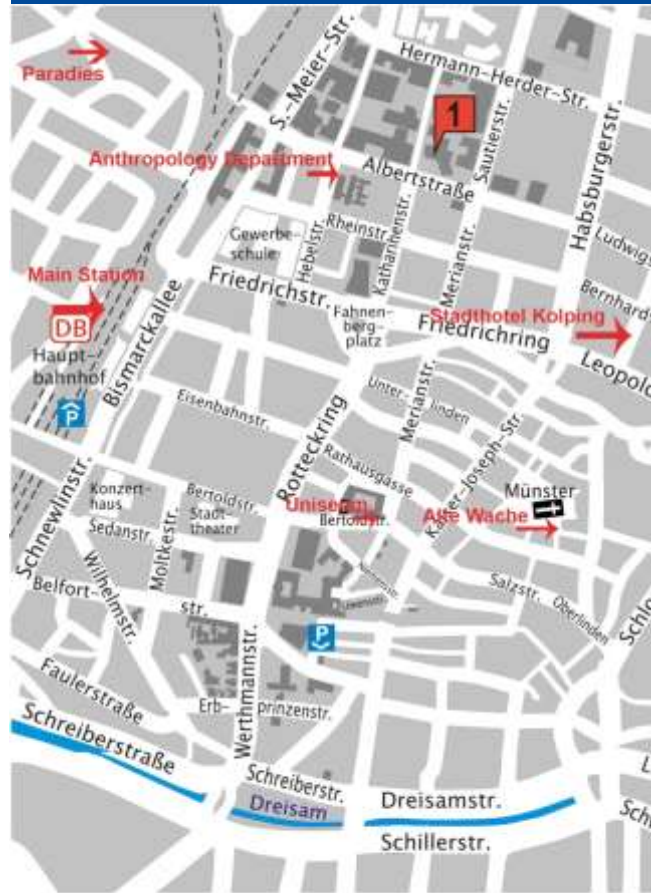 Paradies
S.-Meier-Str.
Hermann-Herder-Str.
1
Sautierstr.
Habsburgerstr.
Anthropology Department
Albertstraße
Gewerbe-
schule
Hebelstr.
Rheinstr.
Katharinenstr.
Merianstr.
Ludwigs
Main Station
DB
Haupt-
bahnhof
P
Bismarckallee
Friedrichstr.
Fahnen-
berg-
platz
Friedrichring
Stadthotel Kolping
Bernhards
Leopold
Eisenbahnstr.
Rotteckring
Unter-
linden
Merianstr.
Rathausgasse
Kaiser-Joseph-Str.
Münster
Schnewlinstr.
Konzert-
haus
Bertoldstr.
Stadt-
theater
Sedanstr.
Moltkestr.
Bertoldstr.
Alte Wache
Salzstr.
Oberlinden
Belfort-
str.
Wilhelmstr.
P
Schlo
Faulerstraße
Erb-
prinzenstr.
Werthmannstr.
Schreiberstraße
Schreiberstr.
Dreisam
Dreisamstr.
Schillerstr.